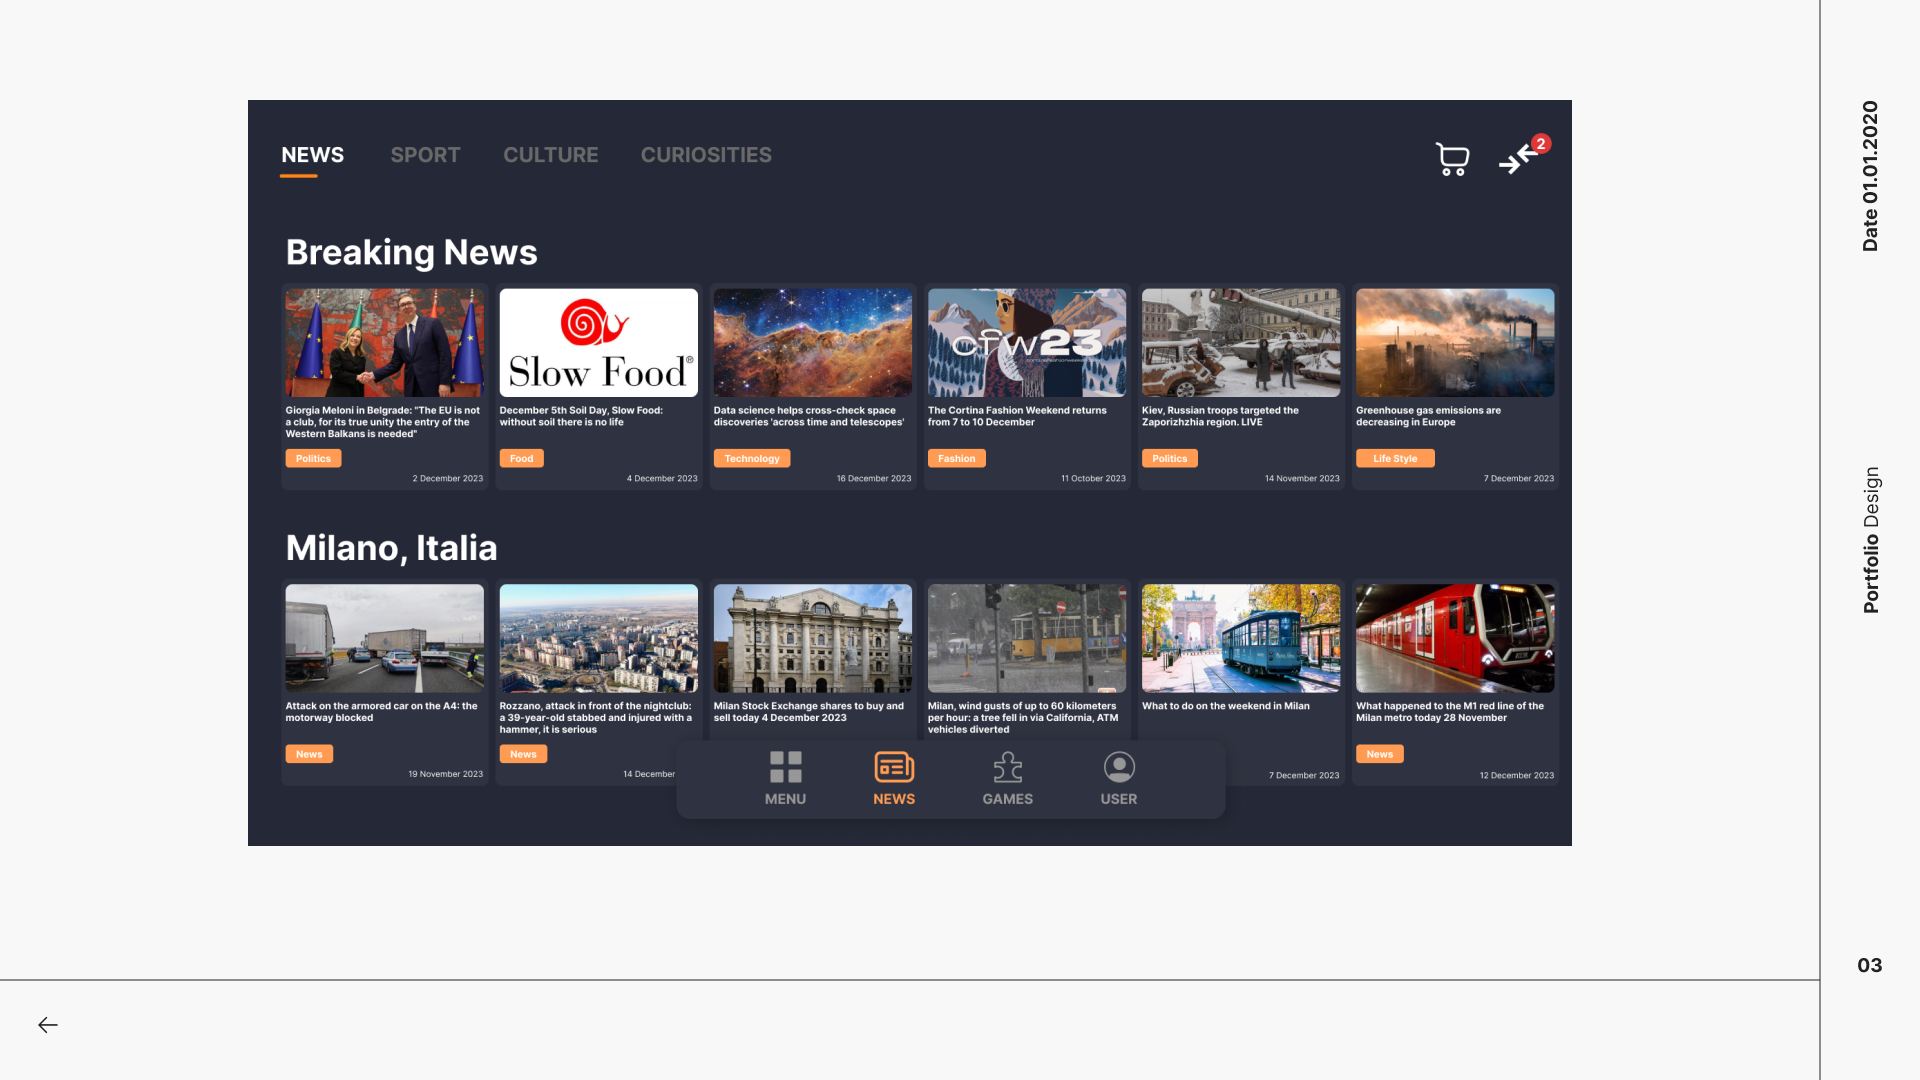 NEWS
SPORT
CULTURE
CURIOSITIES
2
Breaking News
Slow Food®
cfw23
Giorgia Meloni in Belgrade: "The EU is not
a club, for its true unity the entry of the
Western Balkans is needed"
Politics
2 December 2023
December 5th Soil Day, Slow Food:
without soil there is no life
Food
4 December 2023
Data science helps cross-check space
discoveries 'across time and telescopes'
Technology
16 December 2023
The Cortina Fashion Weekend returns
from 7 to 10 December
Fashion
11 October 2023
Kiev, Russian troops targeted the
Zaporizhzhia region. LIVE
Politics
14 November 2023
Greenhouse gas emissions are
decreasing in Europe
Life Style
7 December 2023
Milano, Italia
Attack on the armored car on the A4: the
motorway blocked
News
19 November 2023
Rozzano, attack in front of the nightclub:
a 39-year-old stabbed and injured with a
hammer, it is serious
News
14 December
Milan Stock Exchange shares to buy and
sell today 4 December 2023
Milan, wind gusts of up to 60 kilometers
per hour: a tree fell in via California, ATM
vehicles diverted
What to do on the weekend in Milan
7 December 2023
What happened to the M1 red line of the
Milan metro today 28 November
News
12 December 2023
MENU
NEWS
GAMES
USER
Date 01.01.2020
Portfolio Design
03